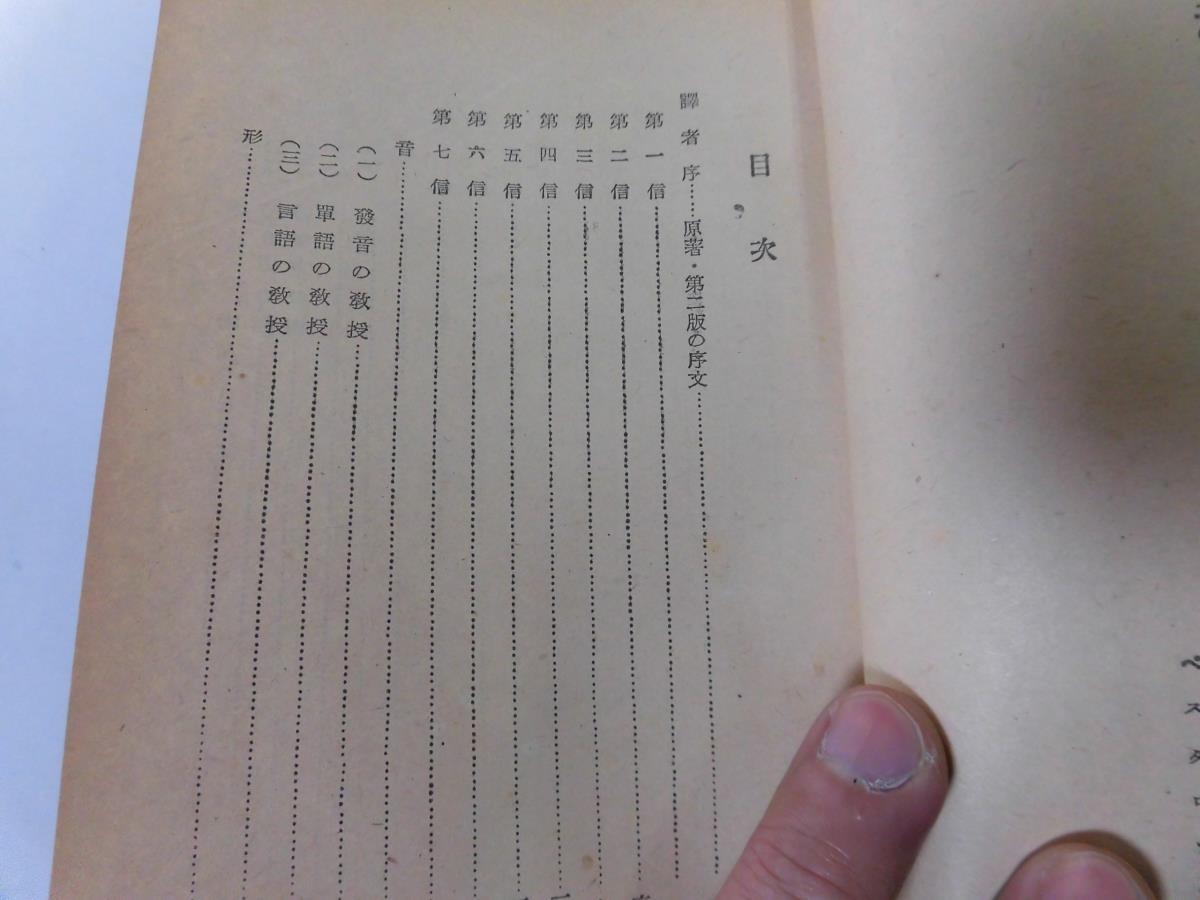 目次
譯者序……原著・第二版の序文……
第一信……
第二信……
第三信……
第四信……
第五信……
第六信……
第七信……
音……
(一) 發音の敎授……
(二) 單語の敎授……
(三) 言語の敎授……
形……